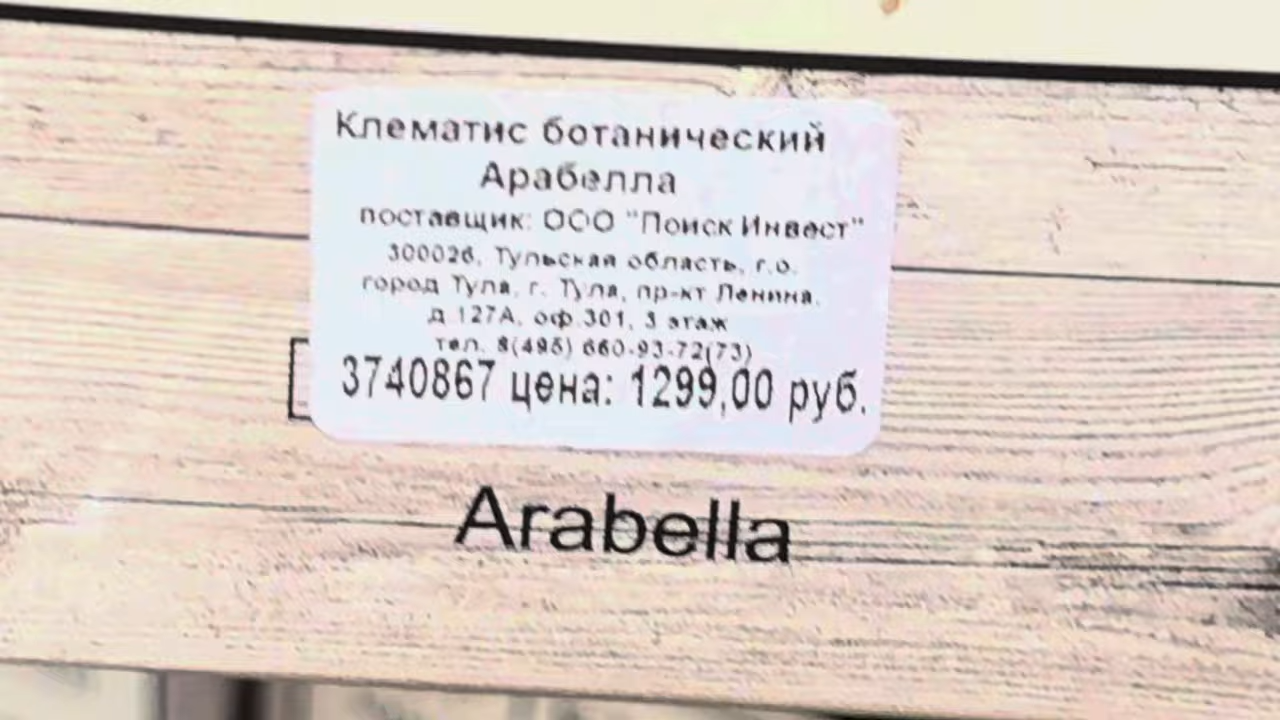 Клематис ботанический
Арабелла
поставщик: ООО "Поиск Инвест"
300026, Тульская область, г.о.
город Тула, г. Тула, пр-кт Ленина,
д 127А, оф.301, 3 этаж
тел. 8(495) 660-93-72(73)
3740867 цена: 1299,00 руб.
Arabella